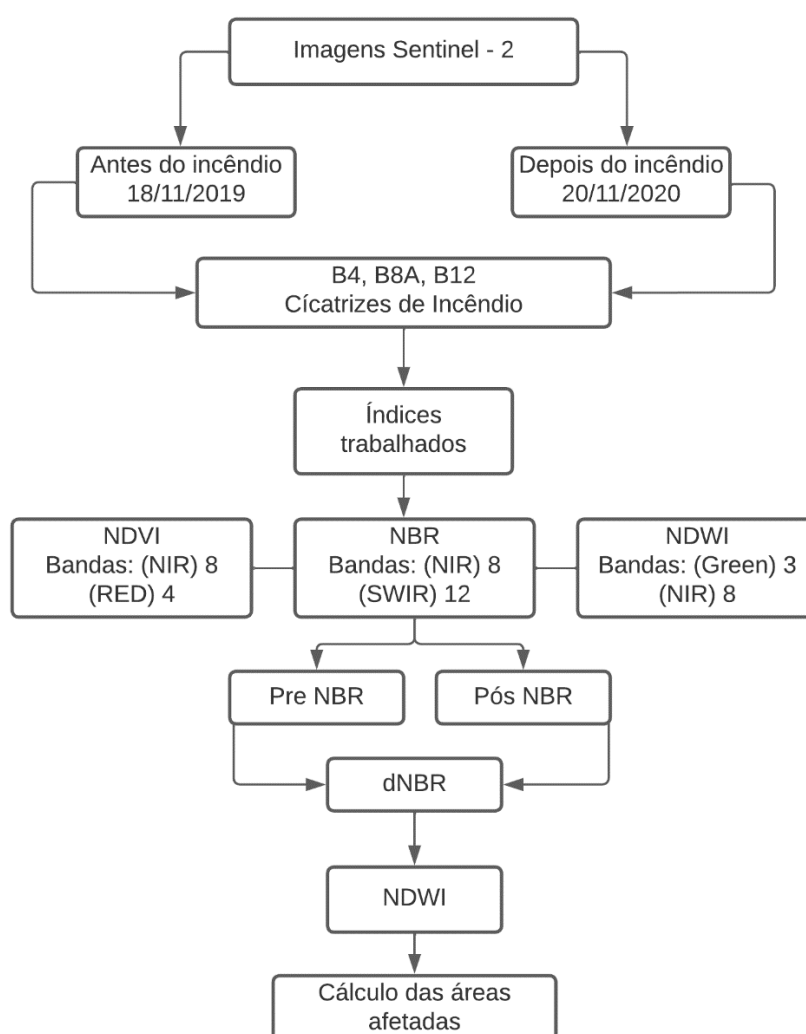 Imagens Sentinel - 2
Antes do incêndio
18/11/2019
Depois do incêndio
20/11/2020
B4, B8A, B12
Cícatrizes de Incêndio
Índices
trabalhados
NDVI
Bandas: (NIR) 8
(RED) 4
NBR
Bandas: (NIR) 8
(SWIR) 12
NDWI
Bandas: (Green) 3
(NIR) 8
Pre NBR
Pós NBR
dNBR
NDWI
Cálculo das áreas
afetadas